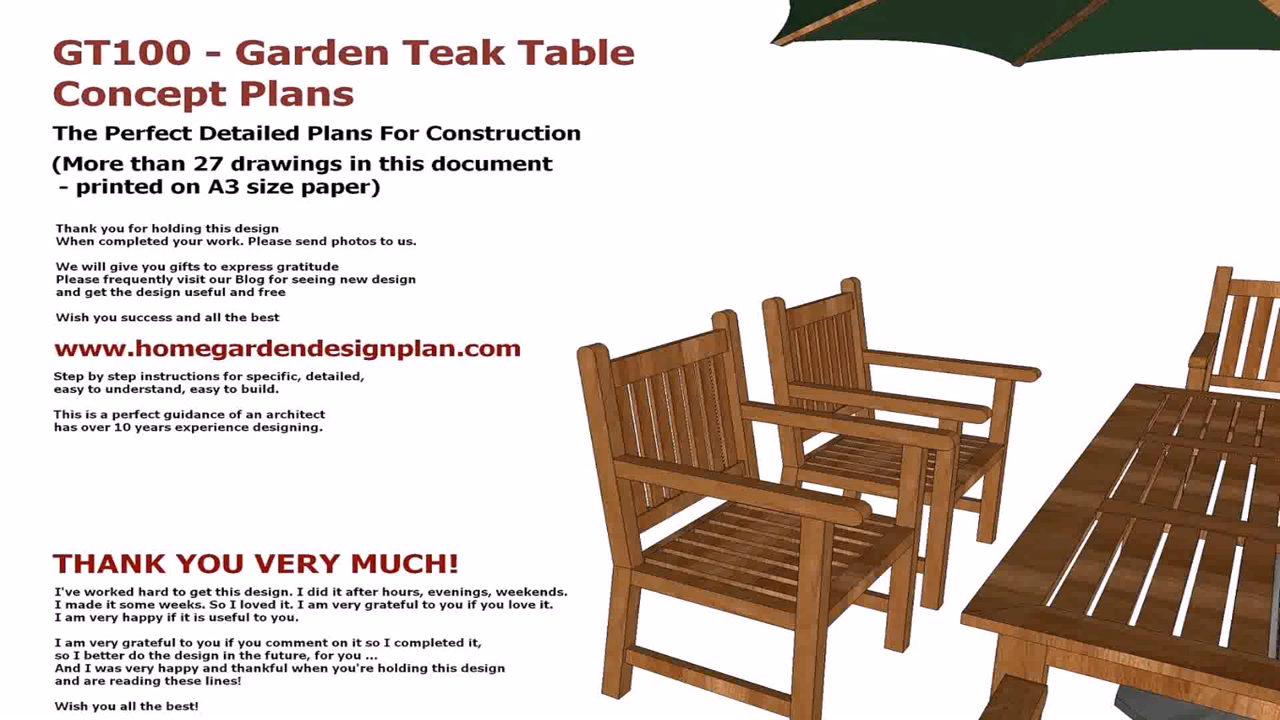 GT100 - Garden Teak Table
Concept Plans
The Perfect Detailed Plans For Construction
(More than 27 drawings in this document
- printed on A3 size paper)
Thank you for holding this design
When completed your work. Please send photos to us.
We will give you gifts to express gratitude
Please frequently visit our Blog for seeing new design
and get the design useful and free
Wish you success and all the best
www.homegardendesignplan.com
Step by step instructions for specific, detailed,
easy to understand, easy to build.
This is a perfect guidance of an architect
has over 10 years experience designing.
THANK YOU VERY MUCH!
I've worked hard to get this design. I did it after hours, evenings, weekends.
I made it some weeks. So I loved it. I am very grateful to you if you love it.
I am very happy if it is useful to you.
I am very grateful to you if you comment on it so I completed it,
so I better do the design in the future, for you ...
And I was very happy and thankful when you're holding this design
and are reading these lines!
Wish you all the best!